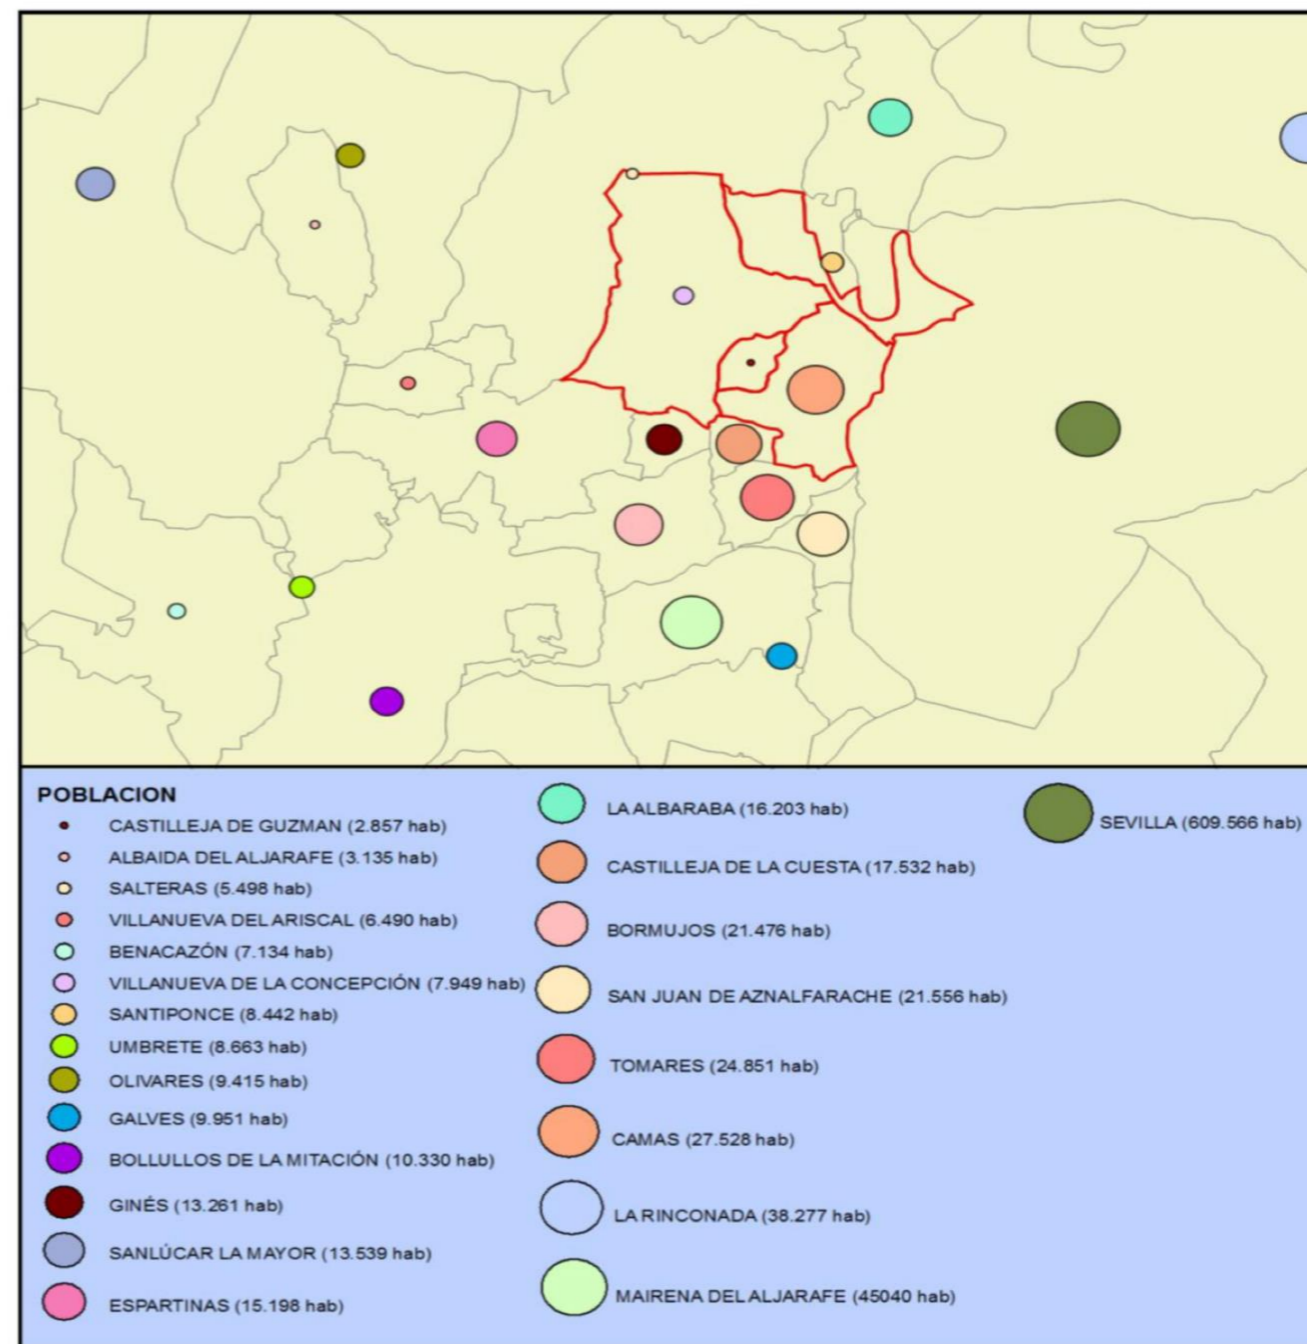 POBLACION
CASTILLEJA DE GUZMAN (2.857 hab)
ALBAIDA DEL ALJARAFE (3.135 hab)
SALTERAS (5.498 hab)
VILLANUEVA DEL ARISCAL (6.490 hab)
BENACAZÓN (7.134 hab)
VILLANUEVA DE LA CONCEPCIÓN (7.949 hab)
SANTIPONCE (8.442 hab)
UMBRETE (8.663 hab)
OLIVARES (9.415 hab)
GALVES (9.951 hab)
BOLLULLOS DE LA MITACIÓN (10.330 hab)
GINÉS (13.261 hab)
SANLÚCAR LA MAYOR (13.539 hab)
ESPARTINAS (15.198 hab)
LA ALBARABA (16.203 hab)
CASTILLEJA DE LA CUESTA (17.532 hab)
BORMUJOS (21.476 hab)
SAN JUAN DE AZNALFARACHE (21.556 hab)
TOMARES (24.851 hab)
CAMAS (27.528 hab)
LA RINCONADA (38.277 hab)
MAIRENA DEL ALJARAFE (45040 hab)
SEVILLA (609.566 hab)